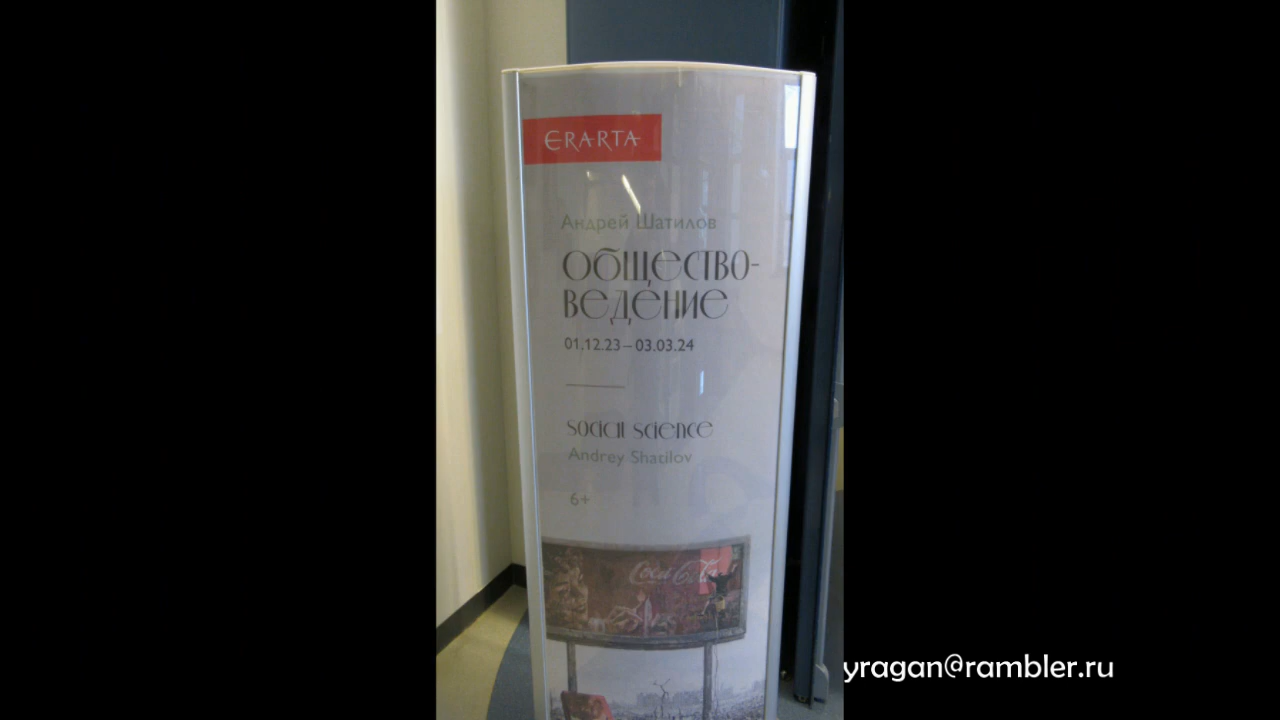 ERARTA
Андрей Шатилов
ОБЩЕСТВО-
ВЕДЕНИЕ
01.12.23 – 03.03.24
SOCIAL SCIENCE
Andrey Shatilov
6+
Coca-Cola
yragan@rambler.ru